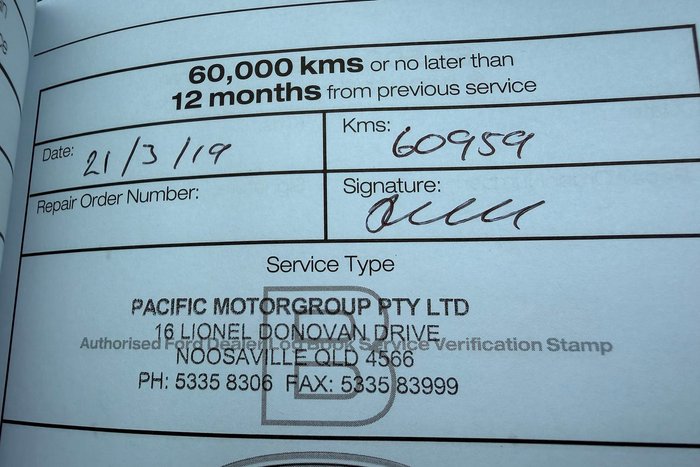 60,000 kms or no later than
12 months from previous service
Date: 21/3/19
Kms: 60959
Repair Order Number:
Signature:
Service Type
B
PACIFIC MOTORGROUP PTY LTD
16 LIONEL DONOVAN DRIVE
Authorised Ford Dealer Log Book Service Verification Stamp
NOOSAVILLE QLD 4566
PH: 5335 8306 FAX: 5335 83999